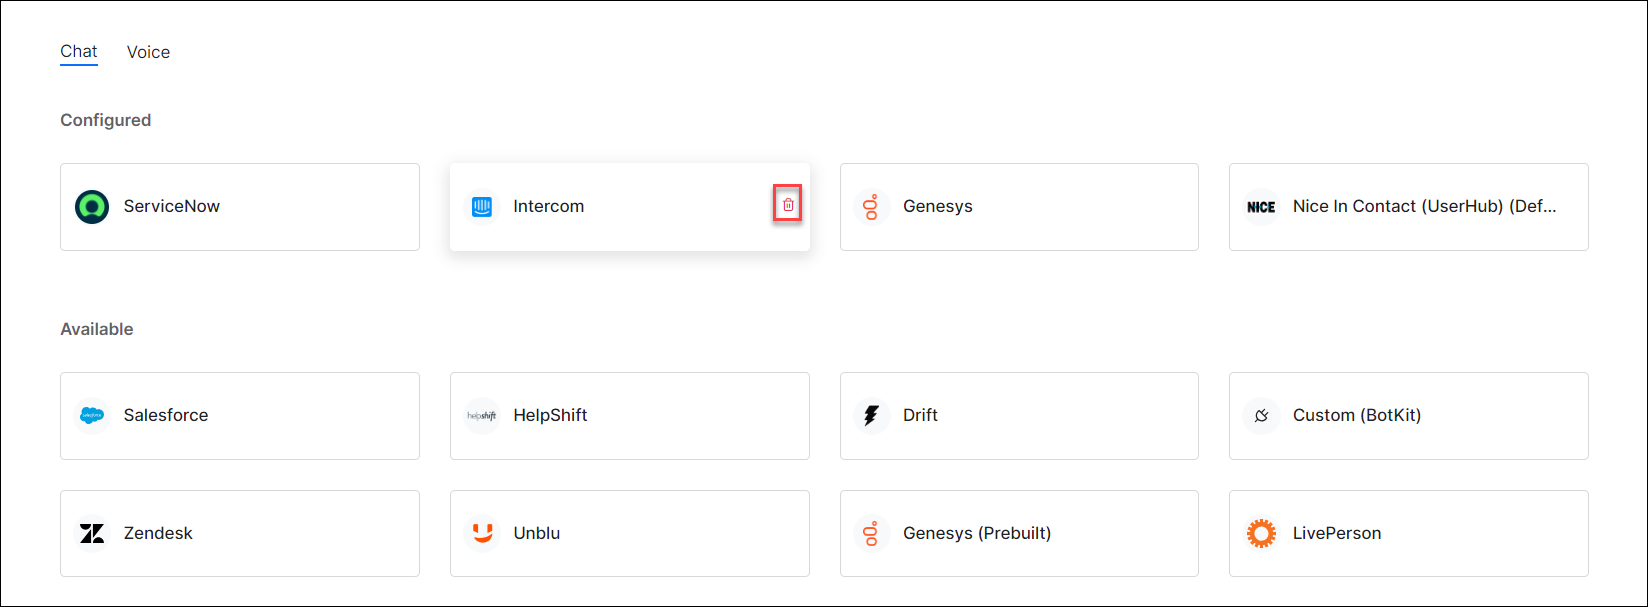 Chat Voice
Configured
ServiceNow
Intercom
Genesys
NICE Nice In Contact (UserHub) (Def...
Available
salesforce Salesforce
helpshift HelpShift
Drift
Custom (BotKit)
Zendesk
Unblu
Genesys (Prebuilt)
LivePerson